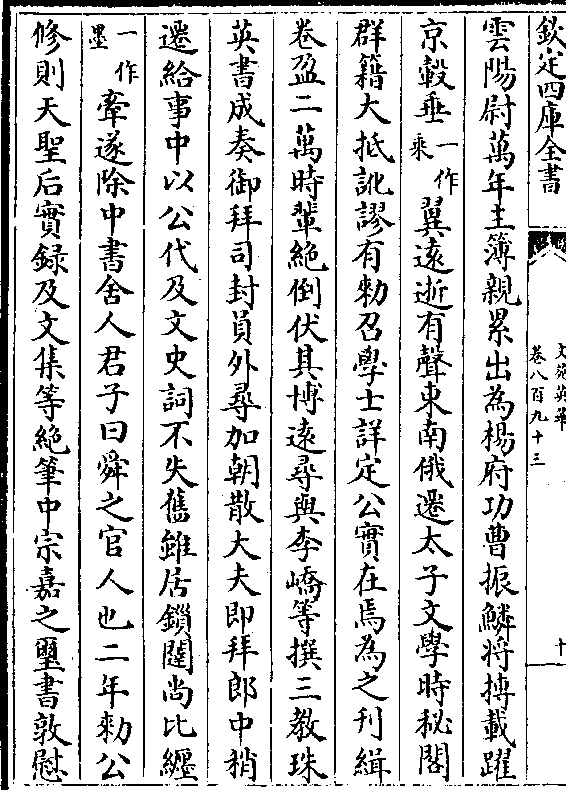 欽定四庫全書
文苑英華
卷八百九十三
十
雲陽尉萬年主簿親累出為楊府功曹振鱗將搏載躍
京轂垂一作乘翼遠逝有聲東南俄遷太子文學時秘閣
群籍大抵訛謬有勑召學士詳定公實在焉為之刊緝
卷盈二萬時輩絶倒伏其博遠尋與李嶠等撰三教珠
英書成奏御拜司封員外尋加朝散大夫即拜郎中稍
遷給事中以公代及文史詞不失舊雖居鎖闥尚比纒
一作墨牽遂除中書舍人君子曰舜之官人也二年勑公
修則天聖后實録及文集等絶筆中宗嘉之璽書敦慰